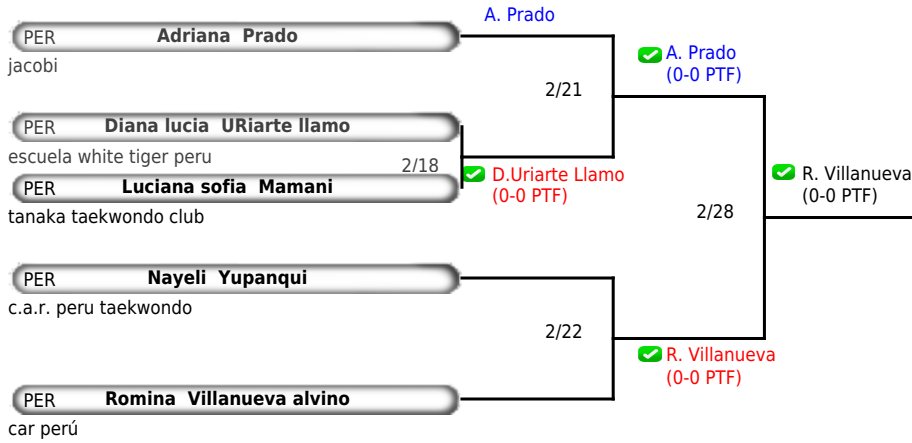 A. Prado
PER Adriana Prado
jacobi
A. Prado
(0-0 PTF)
2/21
PER Diana lucia URiarte llamo
escuela white tiger peru
2/18
D.Uriarte Llamo
(0-0 PTF)
PER Luciana sofia Mamani
tanaka taekwondo club
R. Villanueva
(0-0 PTF)
2/28
PER Nayeli Yupanqui
c.a.r. peru taekwondo
2/22
R. Villanueva
(0-0 PTF)
PER Romina Villanueva alvino
car perú